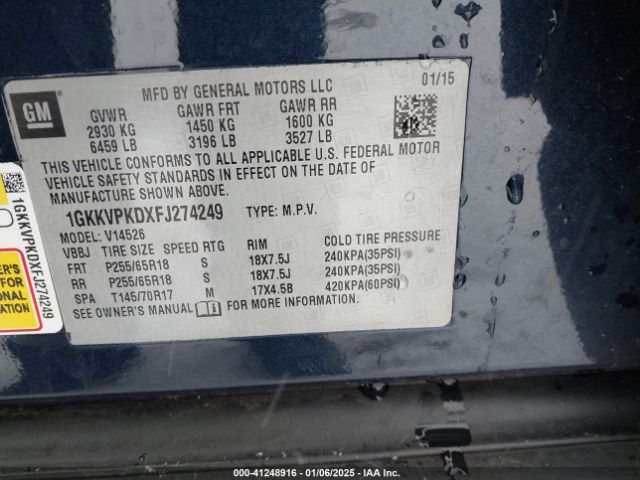 MFD BY GENERAL MOTORS LLC 01/15
GM
GVWR GAWR FRT GAWR RR
2930 KG 1450 KG 1600 KG
6459 LB 3196 LB 3527 LB
THIS VEHICLE CONFORMS TO ALL APPLICABLE U.S. FEDERAL MOTOR
VEHICLE SAFETY STANDARDS IN EFFECT ON THE DATE OF
MANUFACTURE SHOWN ABOVE.
1GKKVPKDXFJ274249 TYPE: M.P.V.
MODEL: V14526
VBBJ TIRE SIZE SPEED RTG RIM COLD TIRE PRESSURE
FRT P255/65R18 S 18X7.5J 240KPA(35PSI)
RR P255/65R18 S 18X7.5J 240KPA(35PSI)
SPA T145/70R17 M 17X4.5B 420KPA(60PSI)
SEE OWNER'S MANUAL FOR MORE INFORMATION
1GKKVPKDXFJ274249
ER'S
FOR
ONAL
ATION
000-41248916 - 01/06/2025 - IAA Inc.